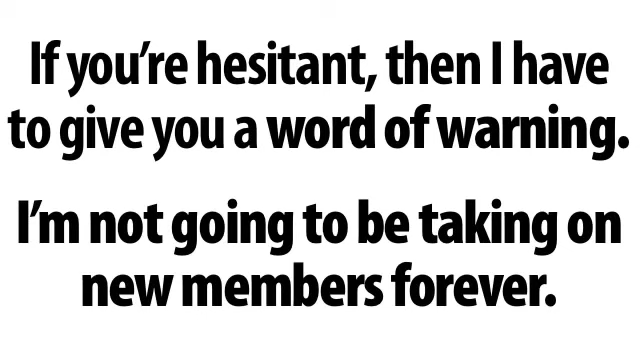 If you're hesitant, then I have
to give you a word of warning.
I'm not going to be taking on
new members forever.